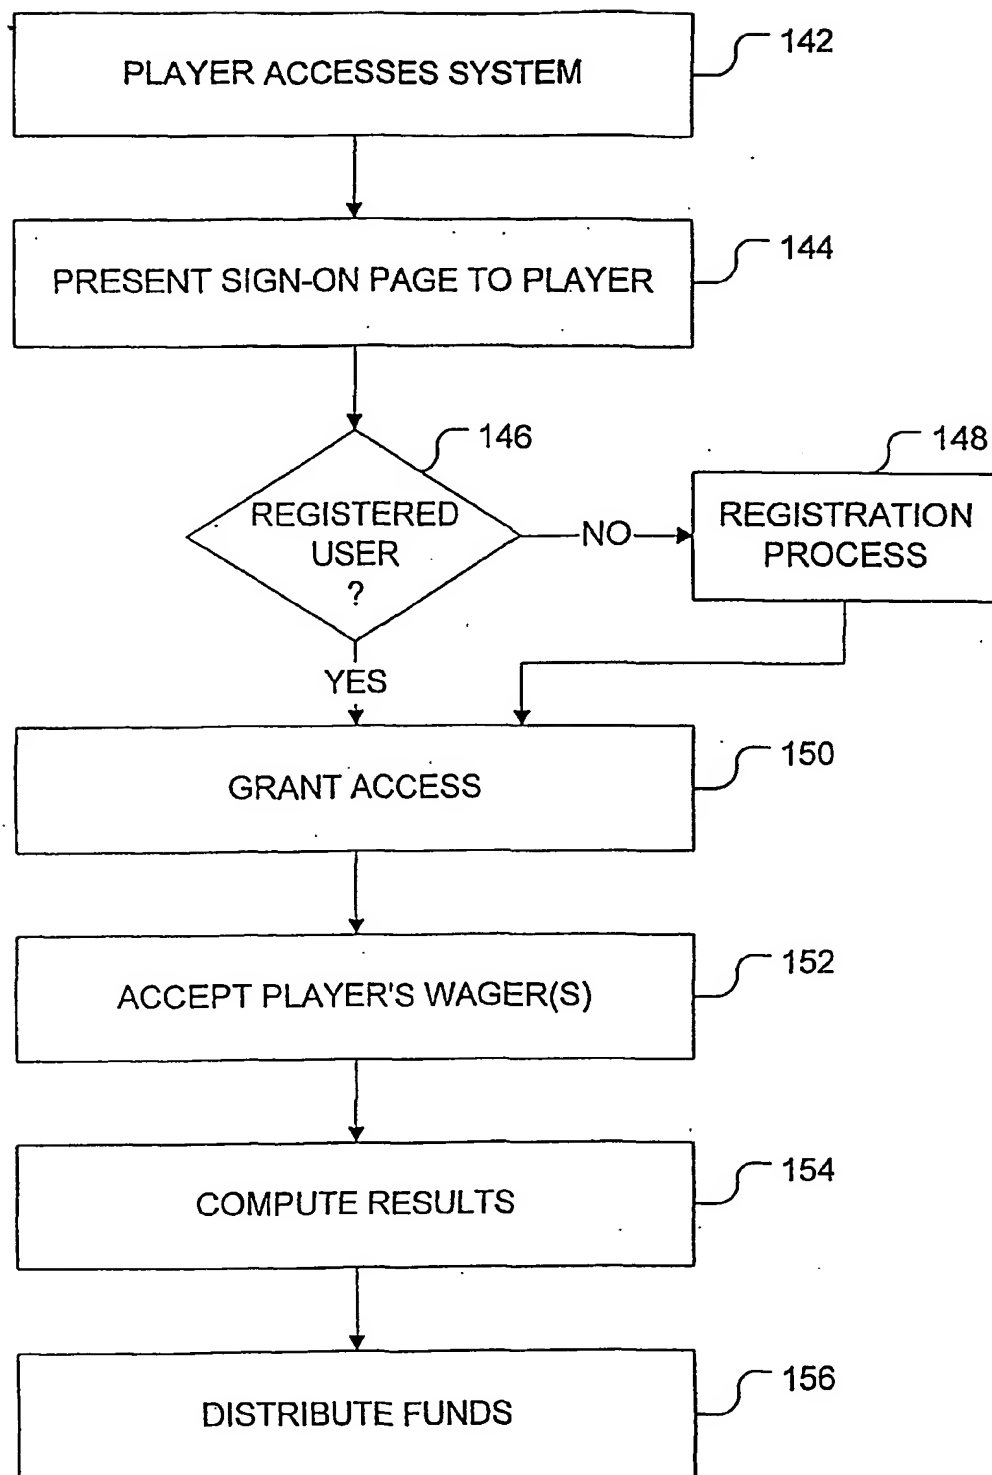 PLAYER ACCESSES SYSTEM
142
PRESENT SIGN-ON PAGE TO PLAYER
144
146
REGISTERED
USER
?
NO
148
REGISTRATION
PROCESS
YES
GRANT ACCESS
150
ACCEPT PLAYER'S WAGER(S)
152
COMPUTE RESULTS
154
DISTRIBUTE FUNDS
156